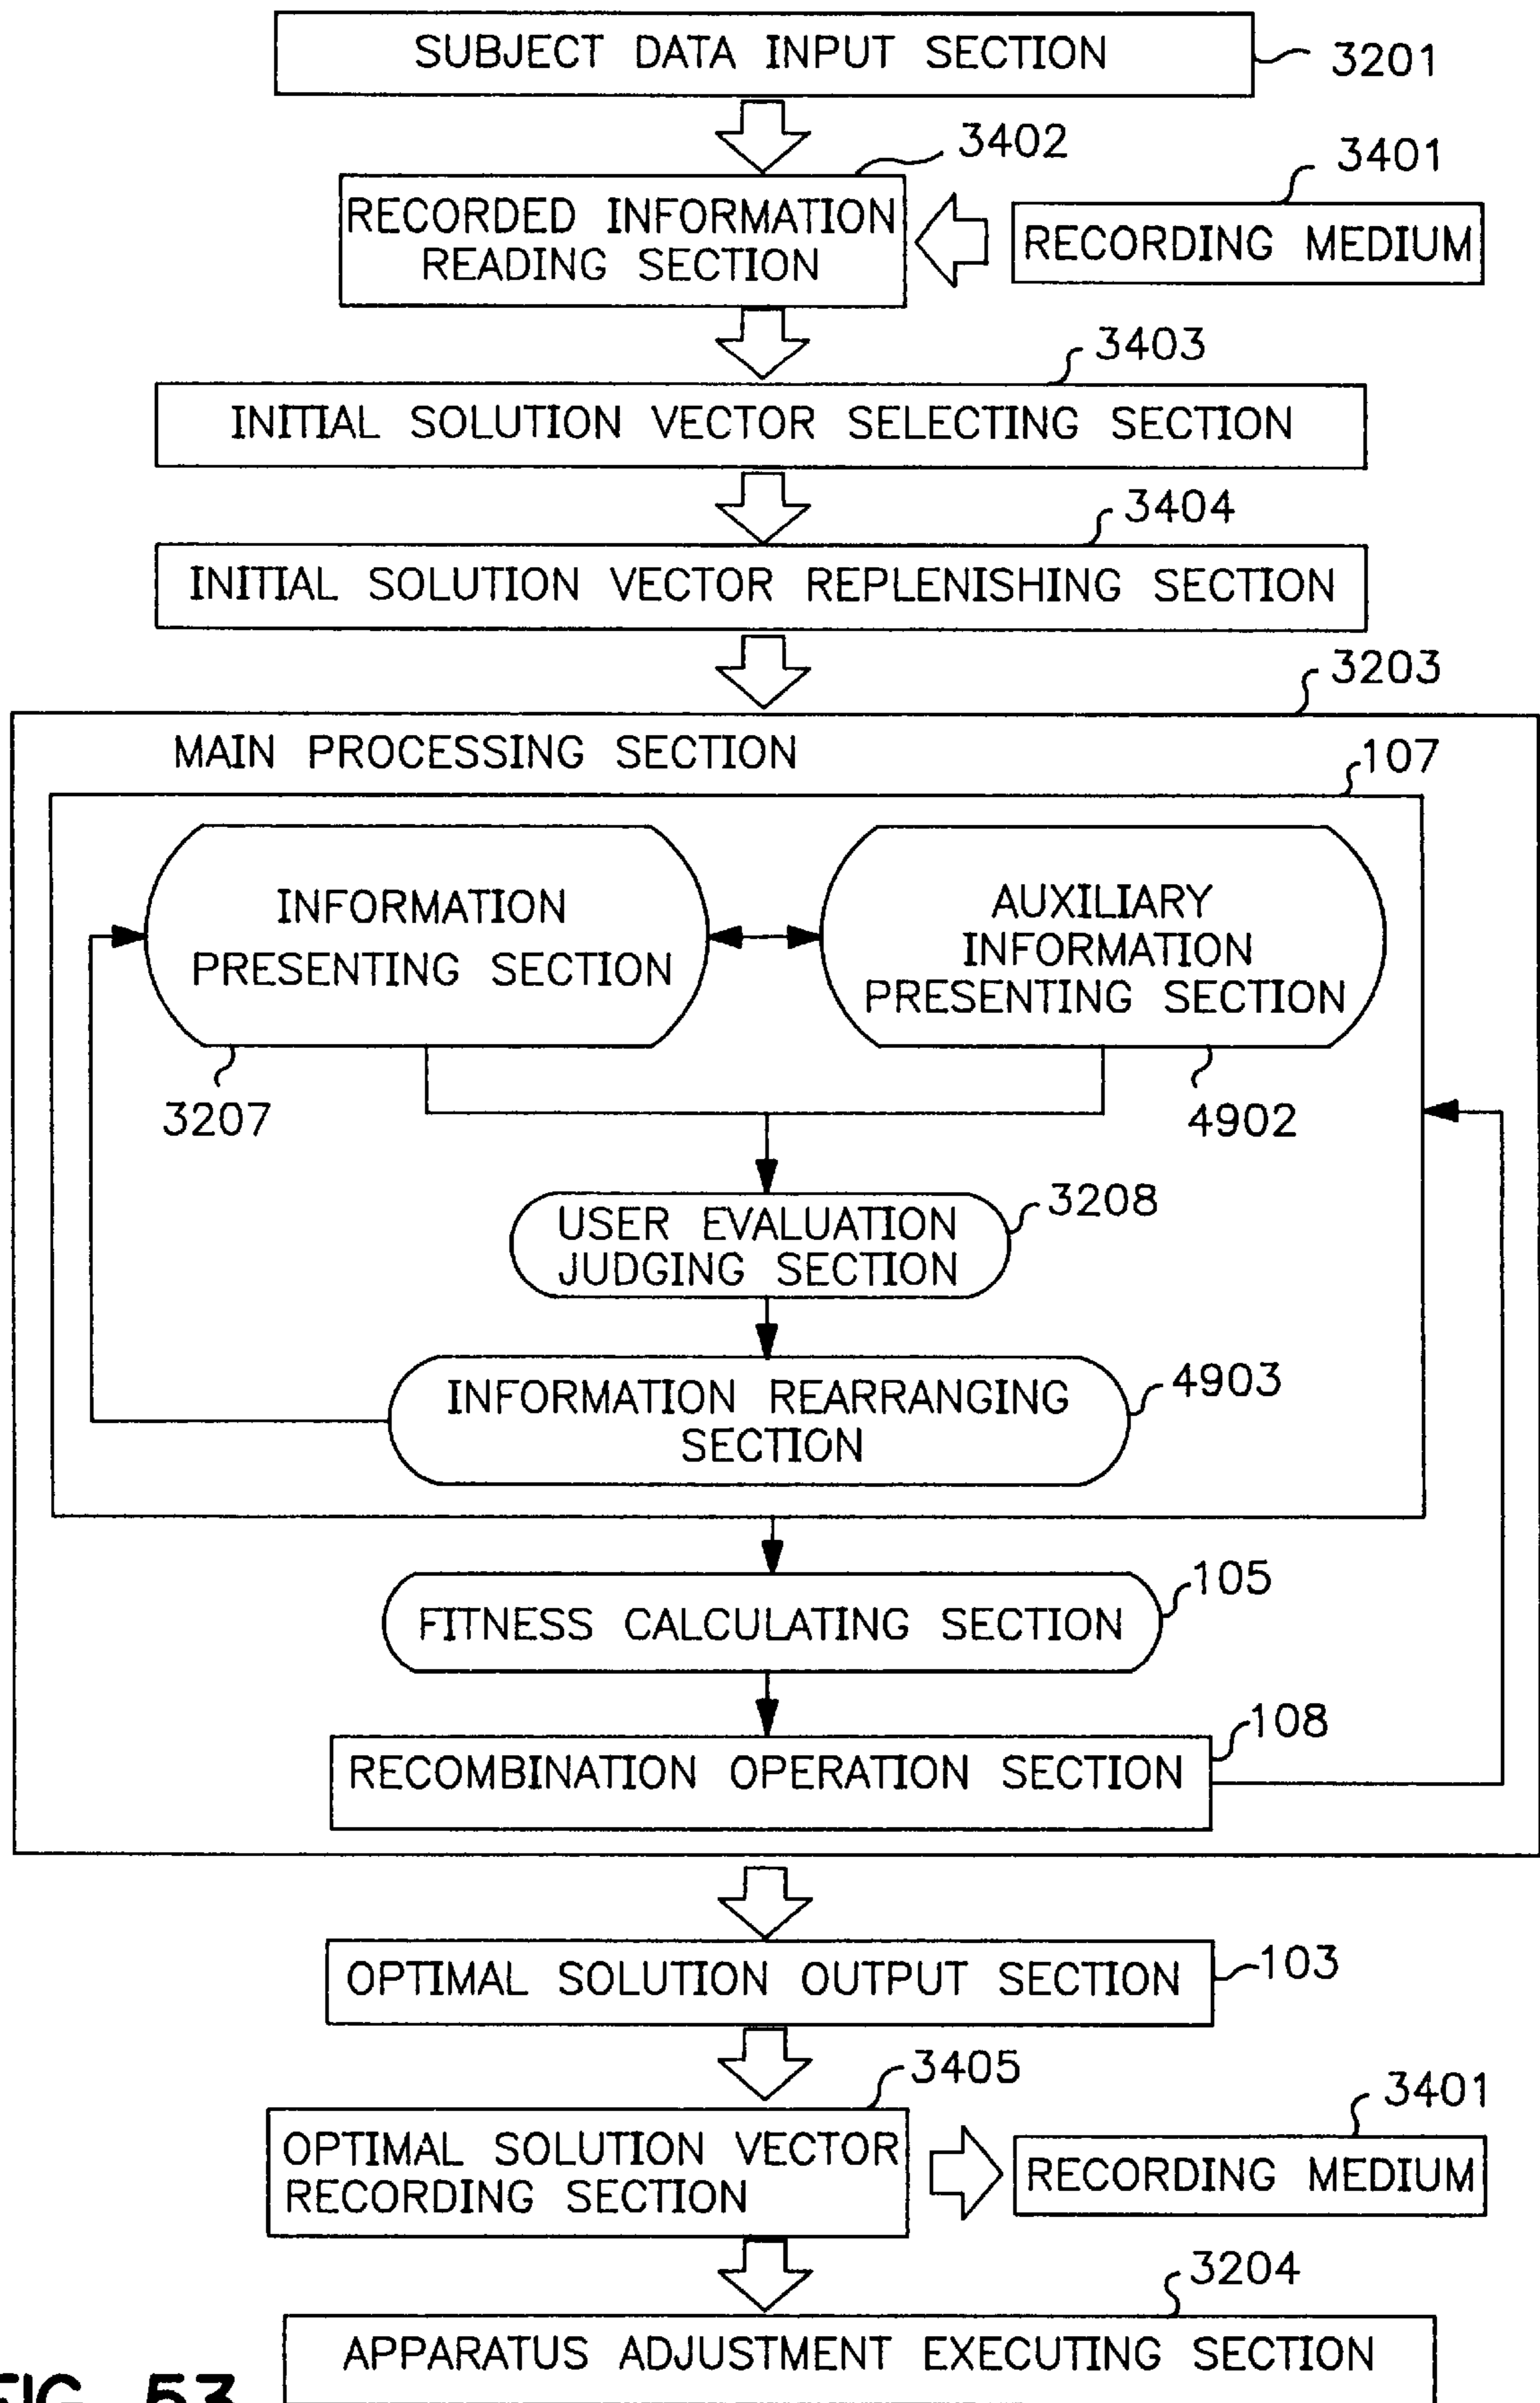 SUBJECT DATA INPUT SECTION
3201
3402
3401
RECORDED INFORMATION
READING SECTION
RECORDING MEDIUM
3403
INITIAL SOLUTION VECTOR SELECTING SECTION
3404
INITIAL SOLUTION VECTOR REPLENISHING SECTION
3203
MAIN PROCESSING SECTION
107
INFORMATION
PRESENTING SECTION
AUXILIARY
INFORMATION
PRESENTING SECTION
3207
4902
3208
USER EVALUATION
JUDGING SECTION
4903
INFORMATION REARRANGING
SECTION
105
FITNESS CALCULATING SECTION
108
RECOMBINATION OPERATION SECTION
OPTIMAL SOLUTION OUTPUT SECTION
103
3405
3401
OPTIMAL SOLUTION VECTOR
RECORDING SECTION
RECORDING MEDIUM
3204
APPARATUS ADJUSTMENT EXECUTING SECTION
FIG. 53